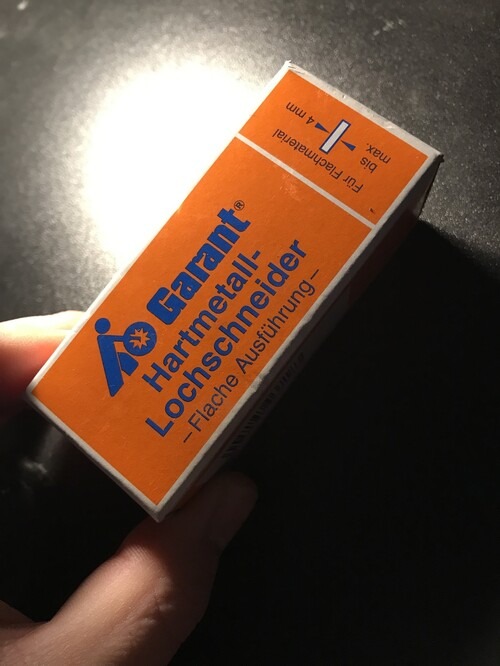 Garant®
Hartmetall-
Lochschneider
–Flache Ausführung–
Für Flachmaterial
bis
max.
4 mm